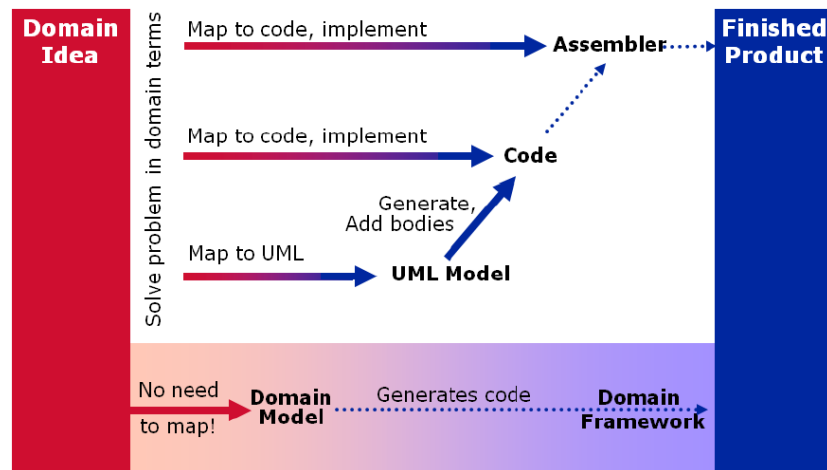 Domain
Idea
Solve problem in domain terms
Map to code, implement
Assembler
Finished
Product
Map to code, implement
Code
Generate,
Add bodies
Map to UML
UML Model
No need
to map!
Domain
Model
Generates code
Domain
Framework